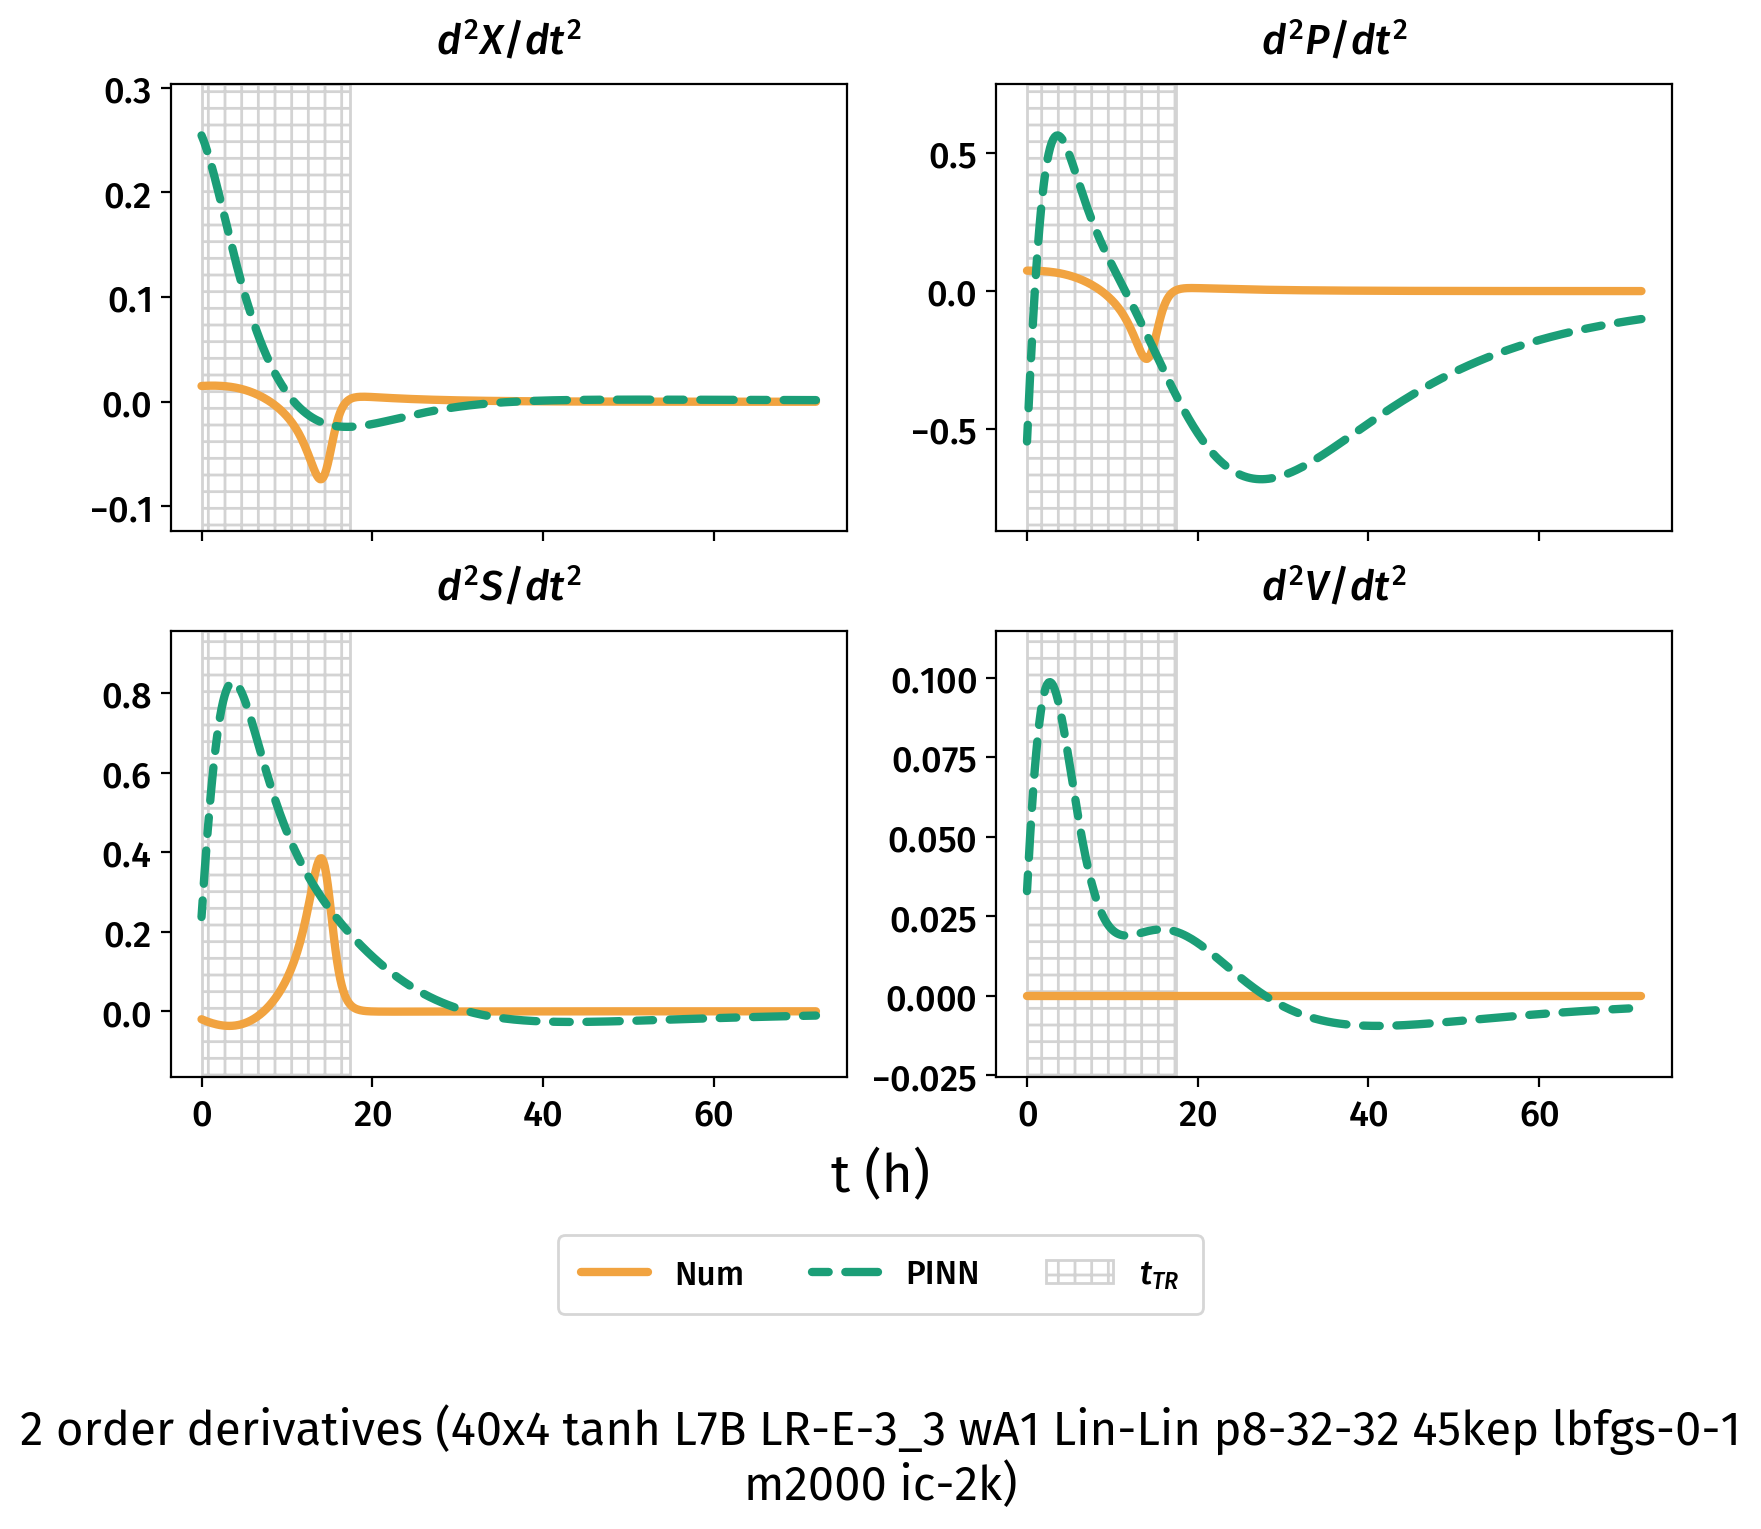 d²X/dt²
0.3
0.2
0.1
0.0
−0.1
d²P/dt²
0.5
0.0
−0.5
d²S/dt²
0.8
0.6
0.4
0.2
0.0
0 20 40 60
d²V/dt²
0.100
0.075
0.050
0.025
0.000
−0.025
0 20 40 60
t (h)
Num PINN t_TR
2 order derivatives (40x4 tanh L7B LR-E-3_3 wA1 Lin-Lin p8-32-32 45kep lbfgs-0-1
m2000 ic-2k)